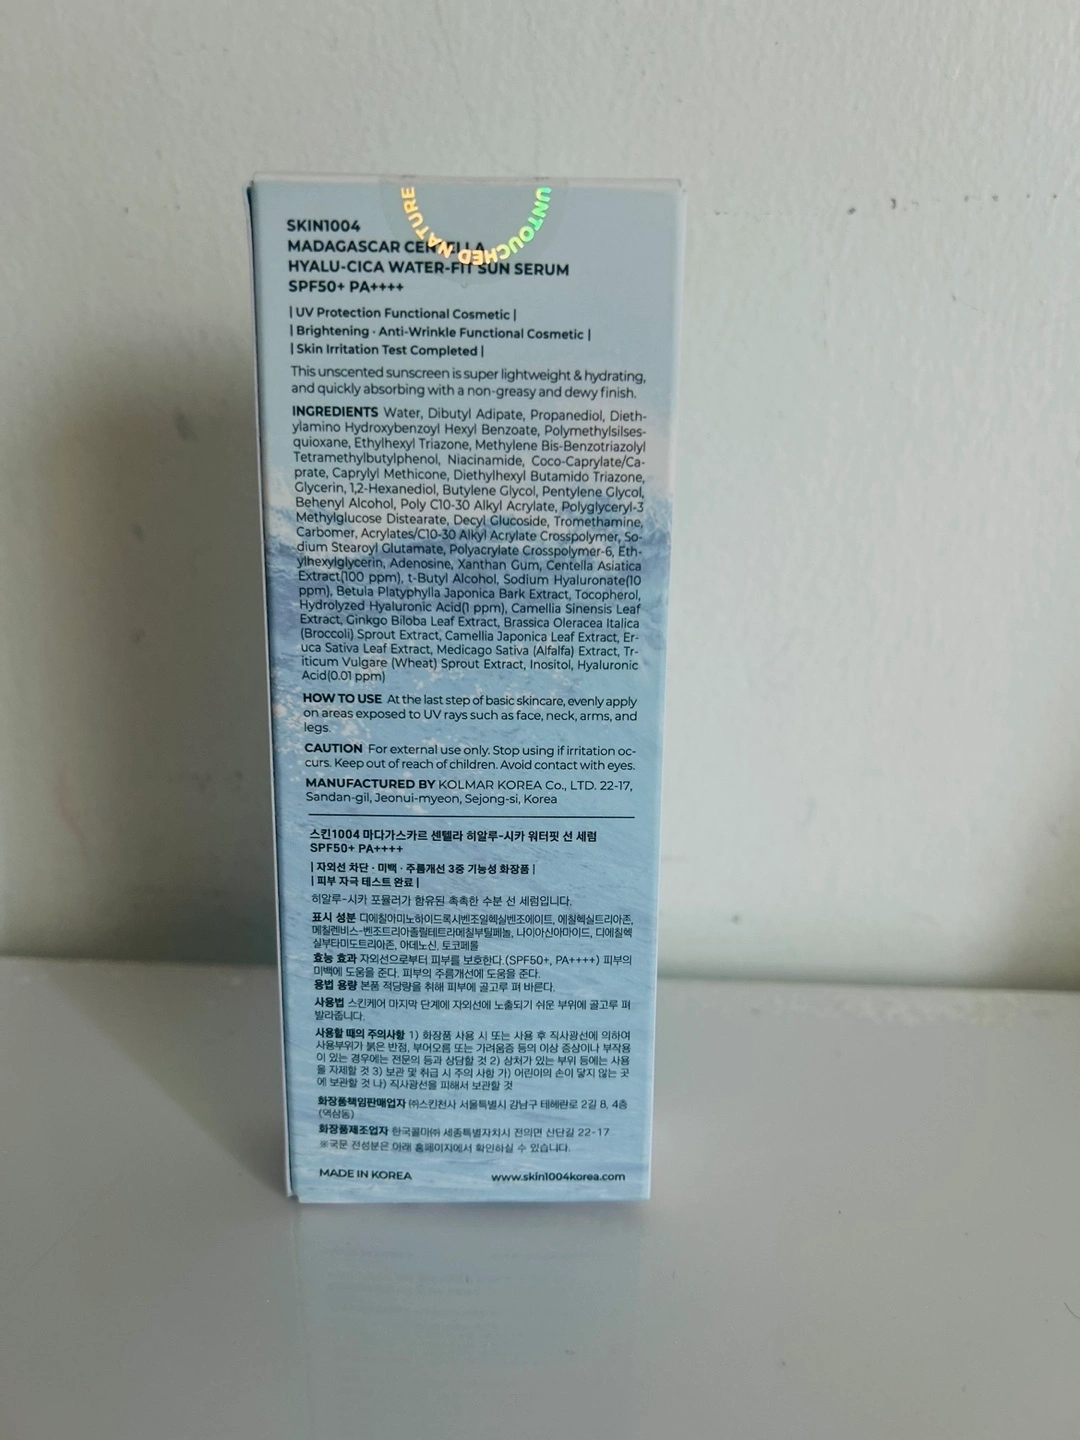 UNTOUCHED NATURE
SKIN1004
MADAGASCAR CENTELLA
HYALU-CICA WATER-FIT SUN SERUM
SPF50+ PA++++
| UV Protection Functional Cosmetic |
| Brightening · Anti-Wrinkle Functional Cosmetic |
| Skin Irritation Test Completed |
This unscented sunscreen is super lightweight & hydrating,
and quickly absorbing with a non-greasy and dewy finish.
INGREDIENTS Water, Dibutyl Adipate, Propanediol, Dieth-
ylamino Hydroxybenzoyl Hexyl Benzoate, Polymethylsilses-
quioxane, Ethylhexyl Triazone, Methylene Bis-Benzotriazolyl
Tetramethylbutylphenol, Niacinamide, Coco-Caprylate/Ca-
prate, Caprylyl Methicone, Diethylhexyl Butamido Triazone,
Glycerin, 1,2-Hexanediol, Butylene Glycol, Pentylene Glycol,
Behenyl Alcohol, Poly C10-30 Alkyl Acrylate, Polyglyceryl-3
Methylglucose Distearate, Decyl Glucoside, Tromethamine,
Carbomer, Acrylates/C10-30 Alkyl Acrylate Crosspolymer, So-
dium Stearoyl Glutamate, Polyacrylate Crosspolymer-6, Eth-
ylhexylglycerin, Adenosine, Xanthan Gum, Centella Asiatica
Extract(100 ppm), t-Butyl Alcohol, Sodium Hyaluronate(10
ppm), Betula Platyphylla Japonica Bark Extract, Tocopherol,
Hydrolyzed Hyaluronic Acid(1 ppm), Camellia Sinensis Leaf
Extract, Ginkgo Biloba Leaf Extract, Brassica Oleracea Italica
(Broccoli) Sprout Extract, Camellia Japonica Leaf Extract, Er-
uca Sativa Leaf Extract, Medicago Sativa (Alfalfa) Extract, Tr-
iticum Vulgare (Wheat) Sprout Extract, Inositol, Hyaluronic
Acid(0.01 ppm)
HOW TO USE At the last step of basic skincare, evenly apply
on areas exposed to UV rays such as face, neck, arms, and
legs.
CAUTION For external use only. Stop using if irritation oc-
curs. Keep out of reach of children. Avoid contact with eyes.
MANUFACTURED BY KOLMAR KOREA Co., LTD. 22-17,
Sandan-gil, Jeonui-myeon, Sejong-si, Korea
스킨1004 마다가스카르 센텔라 히알루-시카 워터핏 선 세럼
SPF50+ PA++++
| 자외선 차단 · 미백 · 주름개선 3중 기능성 화장품 |
| 피부 자극 테스트 완료 |
히알루-시카 포뮬러가 함유된 촉촉한 수분 선 세럼입니다.
표시 성분 디에칠아미노하이드록시벤조일헥실벤조에이트, 에칠헥실트리아존,
메칠렌비스-벤조트리아졸릴테트라메칠부틸페놀, 나이아신아마이드, 디에칠헥
실부타미도트리아존, 아데노신, 토코페롤
효능 효과 자외선으로부터 피부를 보호한다.(SPF50+, PA++++) 피부의
미백에 도움을 준다. 피부의 주름개선에 도움을 준다.
용법 용량 본품 적당량을 취해 피부에 골고루 펴 바른다.
사용법 스킨케어 마지막 단계에 자외선에 노출되기 쉬운 부위에 골고루 펴
발라줍니다.
사용할 때의 주의사항 1) 화장품 사용 시 또는 사용 후 직사광선에 의하여
사용부위가 붉은 반점, 부어오름 또는 가려움증 등의 이상 증상이나 부작용
이 있는 경우에는 전문의 등과 상담할 것 2) 상처가 있는 부위 등에는 사용
을 자제할 것 3) 보관 및 취급 시 주의 사항 가) 어린이의 손이 닿지 않는 곳
에 보관할 것 나) 직사광선을 피해서 보관할 것
화장품책임판매업자 ㈜스킨천사 서울특별시 강남구 테헤란로 2길 8, 4층
(역삼동)
화장품제조업자 한국콜마㈜ 세종특별자치시 전의면 산단길 22-17
※국문 전성분은 아래 홈페이지에서 확인하실 수 있습니다.
MADE IN KOREA www.skin1004korea.com